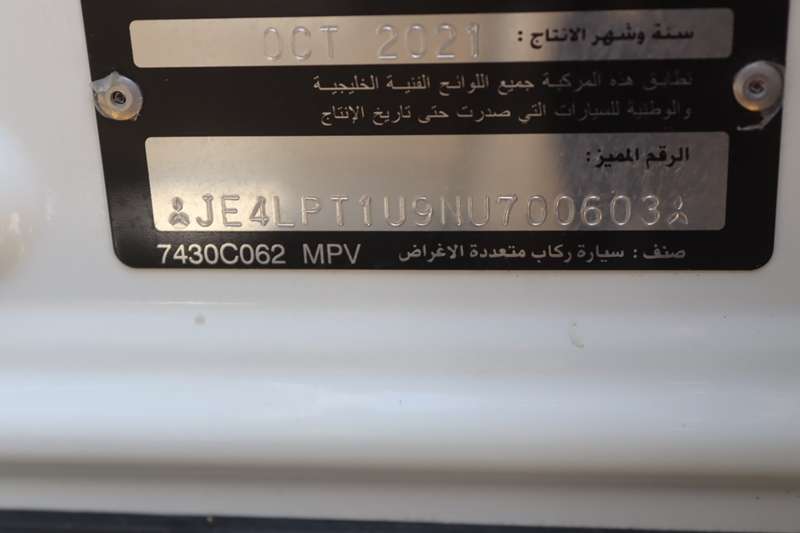 سنة وشهر الانتاج : OCT 2021
تطابق هذه المركبة جميع اللوائح الفنية الخليجية
والوطنية للسيارات التي صدرت حتى تاريخ الإنتاج
الرقم المميز:
JE4LPT1U9NU700603
صنف : سيارة ركاب متعددة الاغراض 7430C062 MPV